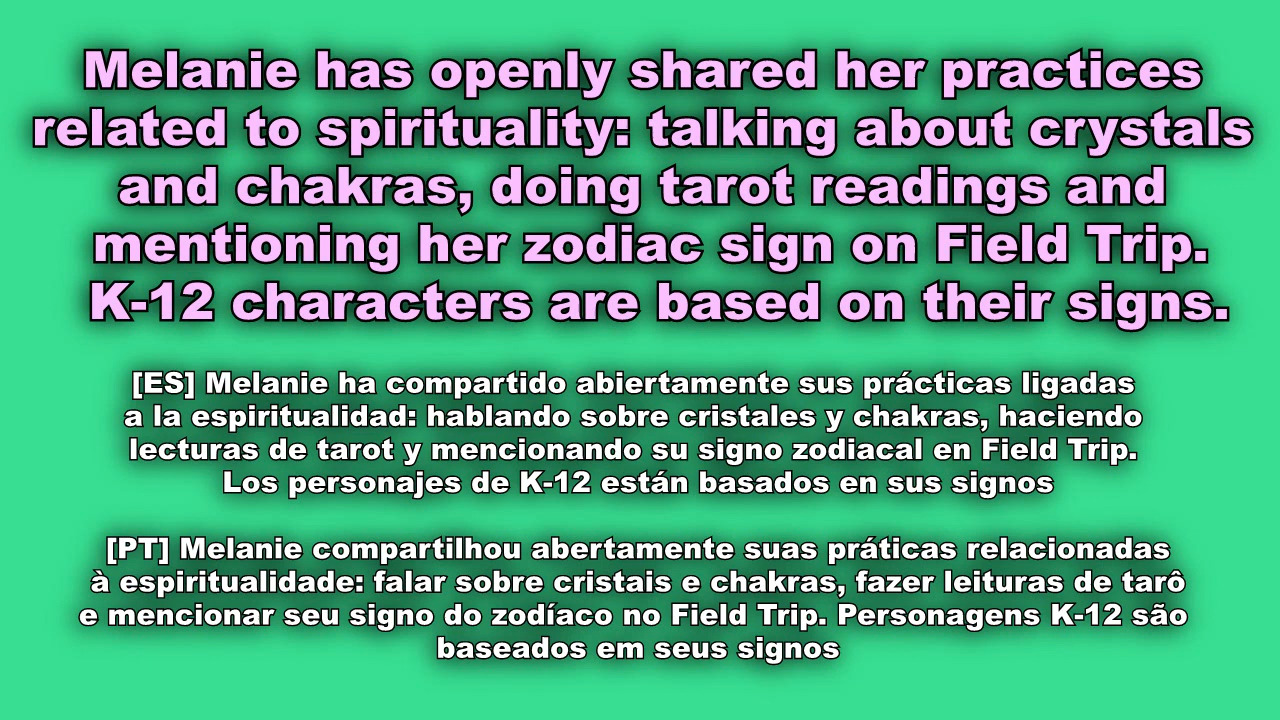 Melanie has openly shared her practices
related to spirituality: talking about crystals
and chakras, doing tarot readings and
mentioning her zodiac sign on Field Trip.
K-12 characters are based on their signs.
[ES] Melanie ha compartido abiertamente sus prácticas ligadas
a la espiritualidad: hablando sobre cristales y chakras, haciendo
lecturas de tarot y mencionando su signo zodiacal en Field Trip.
Los personajes de K-12 están basados en sus signos
[PT] Melanie compartilhou abertamente suas práticas relacionadas
à espiritualidade: falar sobre cristais e chakras, fazer leituras de tarô
e mencionar seu signo do zodíaco no Field Trip. Personagens K-12 são
baseados em seus signos